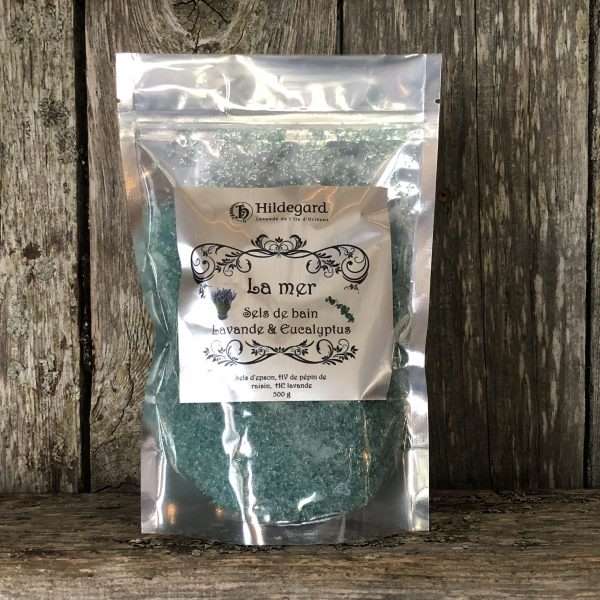 Hildegard
Lavande de l'Île d'Orléans
La mer
Sels de bain
Lavande & Eucalyptus
Sels d'epson, HV de pépin de
raisin, HE lavande
500 g